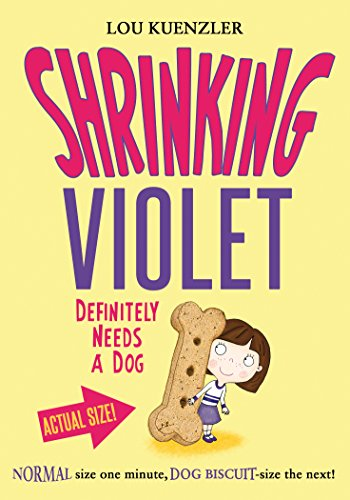 LOU KUENZLER
SHRINKING
VIOLET
DEFINITELY
NEEDS
A DOG
ACTUAL SIZE!
NORMAL size one minute, DOG BISCUIT-size the next!